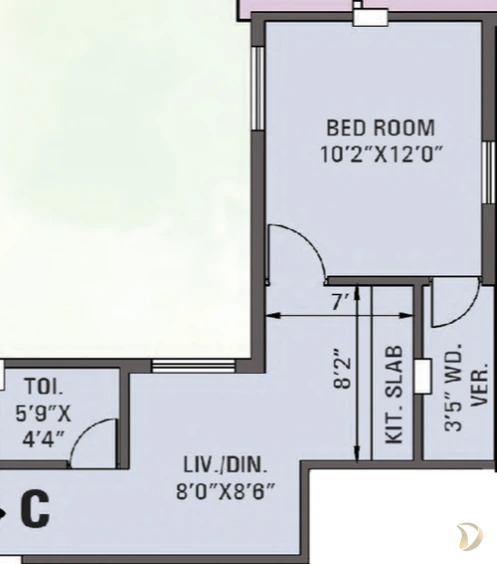 BED ROOM
10'2"X12'0"
7'
8'2"
KIT. SLAB
3'5" WD.
VER.
TOI.
5'9"X
4'4"
LIV./DIN.
8'0"X8'6"
C